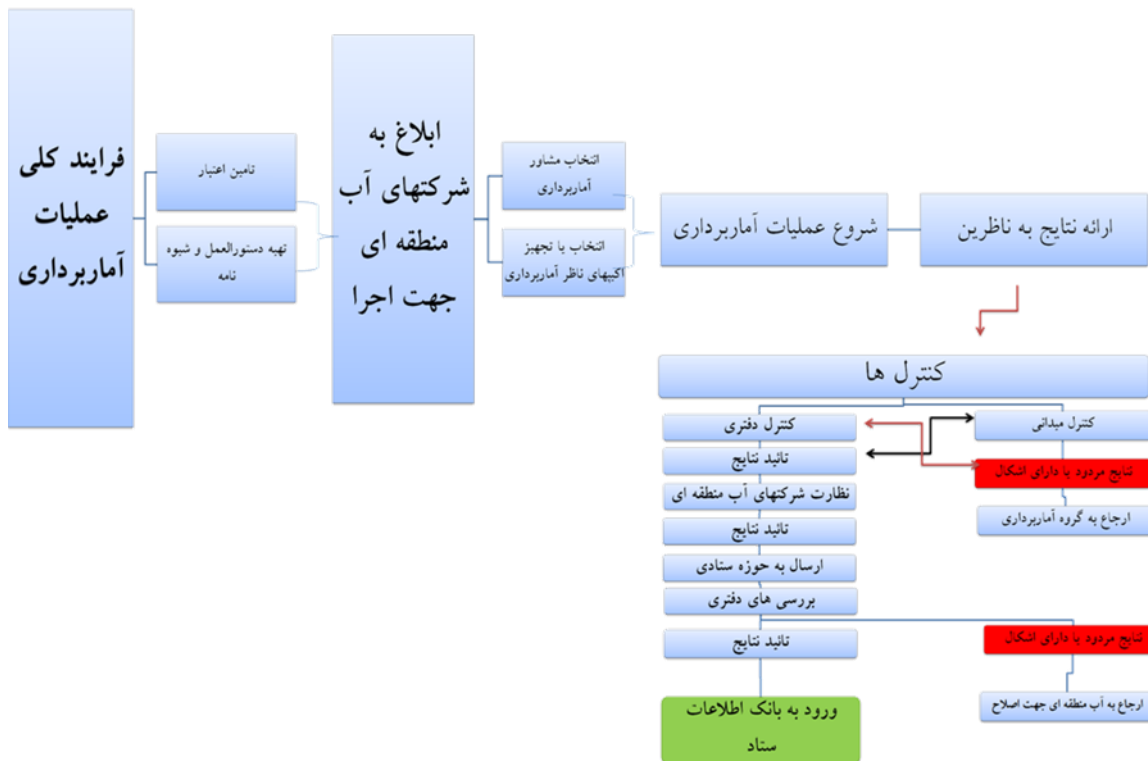 فرایند کلی
عملیات
آماربرداری
تامین اعتبار
تهیه دستورالعمل و شیوه
نامه
ابلاغ به
شرکتهای آب
منطقه ای
جهت اجرا
انتخاب مشاور
آماربرداری
انتخاب یا تجهیز
اکیپهای ناظر آماربرداری
شروع عملیات آماربرداری
ارائه نتایج به ناظرین
کنترل ها
کنترل میدانی
نتایج مردود یا دارای اشکال
ارجاع به گروه آماربرداری
کنترل دفتری
تائید نتایج
نظارت شرکتهای آب منطقه ای
تائید نتایج
ارسال به حوزه ستادی
بررسی های دفتری
نتایج مردود یا دارای اشکال
ارجاع به آب منطقه ای جهت اصلاح
تائید نتایج
ورود به بانک اطلاعات
ستاد